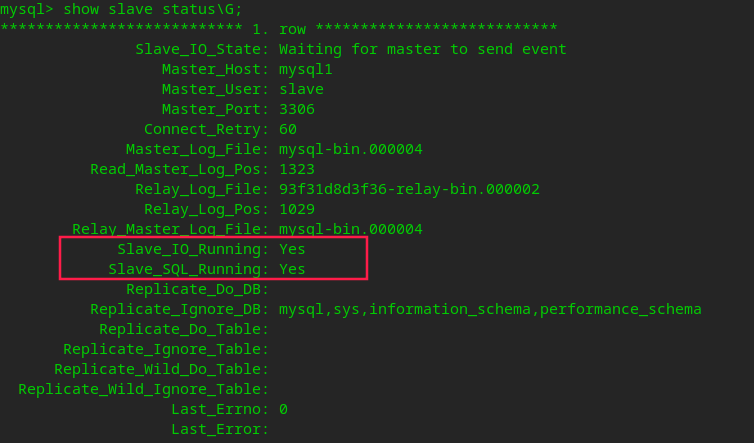 mysql> show slave status\G;
*************************** 1. row ***************************
Slave_IO_State: Waiting for master to send event
Master_Host: mysql1
Master_User: slave
Master_Port: 3306
Connect_Retry: 60
Master_Log_File: mysql-bin.000004
Read_Master_Log_Pos: 1323
Relay_Log_File: 93f31d8d3f36-relay-bin.000002
Relay_Log_Pos: 1029
Relay_Master_Log_File: mysql-bin.000004
Slave_IO_Running: Yes
Slave_SQL_Running: Yes
Replicate_Do_DB:
Replicate_Ignore_DB: mysql,sys,information_schema,performance_schema
Replicate_Do_Table:
Replicate_Ignore_Table:
Replicate_Wild_Do_Table:
Replicate_Wild_Ignore_Table:
Last_Errno: 0
Last_Error: